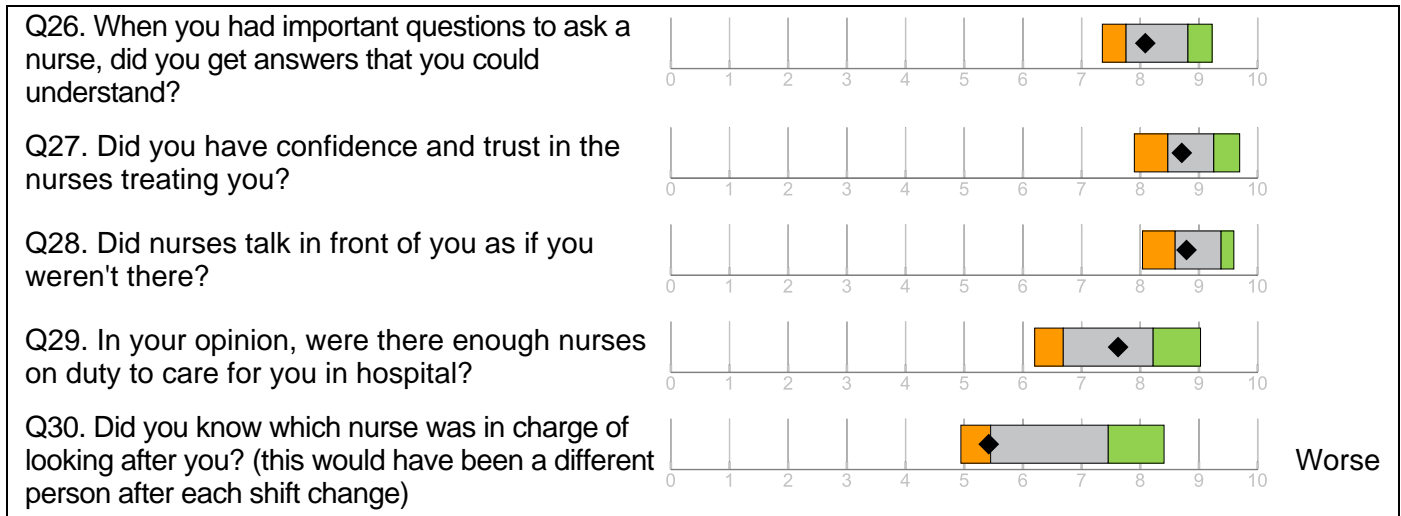 Q26. When you had important questions to ask a
nurse, did you get answers that you could
understand?
0 1 2 3 4 5 6 7 8 9 10
Q27. Did you have confidence and trust in the
nurses treating you?
0 1 2 3 4 5 6 7 8 9 10
Q28. Did nurses talk in front of you as if you
weren't there?
0 1 2 3 4 5 6 7 8 9 10
Q29. In your opinion, were there enough nurses
on duty to care for you in hospital?
0 1 2 3 4 5 6 7 8 9 10
Q30. Did you know which nurse was in charge of
looking after you? (this would have been a different
person after each shift change)
0 1 2 3 4 5 6 7 8 9 10
Worse